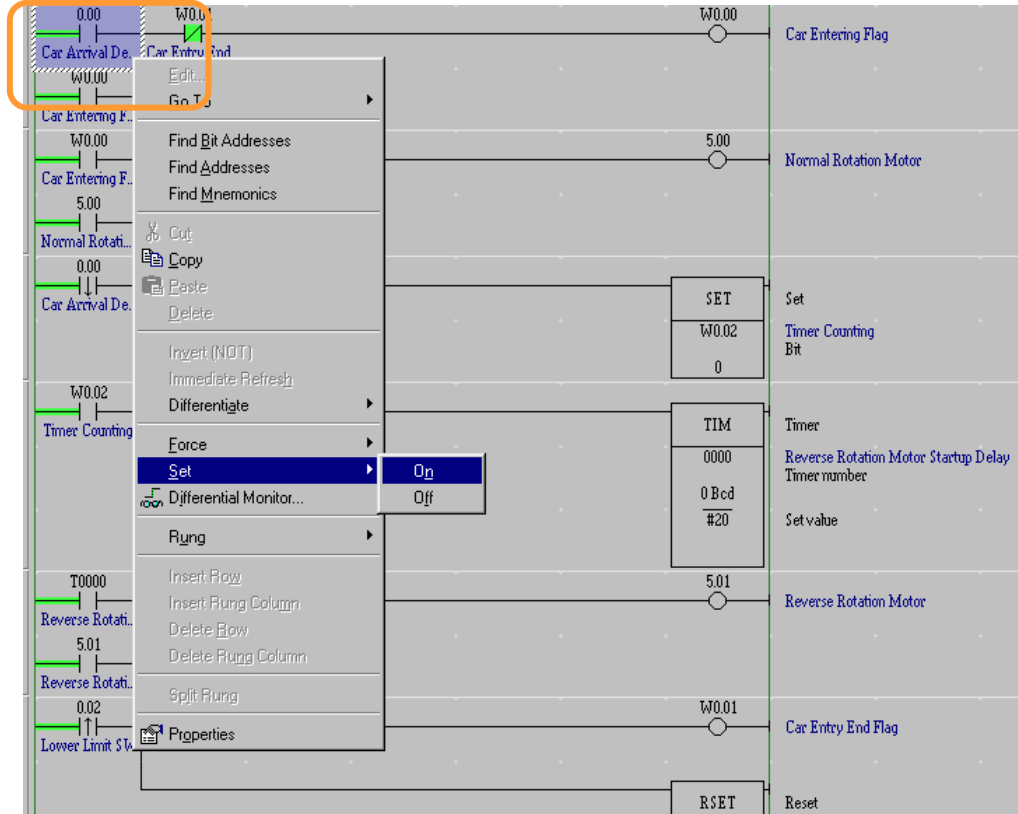 0.00 W0.01 W0.00
Car Arrival De.. Car Entry End Car Entering Flag
W0.00
Car Entering F..
W0.00 5.00
Car Entering F.. Normal Rotation Motor
5.00
Normal Rotati...
0.00
Car Arrival De. SET Set
W0.02 Timer Counting
Bit
0
W0.02
Timer Counting TIM Timer
0000 Reverse Rotation Motor Startup Delay
Timer number
0 Bcd
#20 Set value
T0000 5.01
Reverse Rotati.. Reverse Rotation Motor
5.01
Reverse Rotati..
0.02 W0.01
Lower Limit SW Car Entry End Flag
RSET Reset
Edit...
Go To
Find Bit Addresses
Find Addresses
Find Mnemonics
Cut
Copy
Paste
Delete
Invert (NOT)
Immediate Refresh
Differentiate
Force
Set
On
Off
Differential Monitor...
Rung
Insert Row
Insert Rung Column
Delete Row
Delete Rung Column
Split Rung
Properties